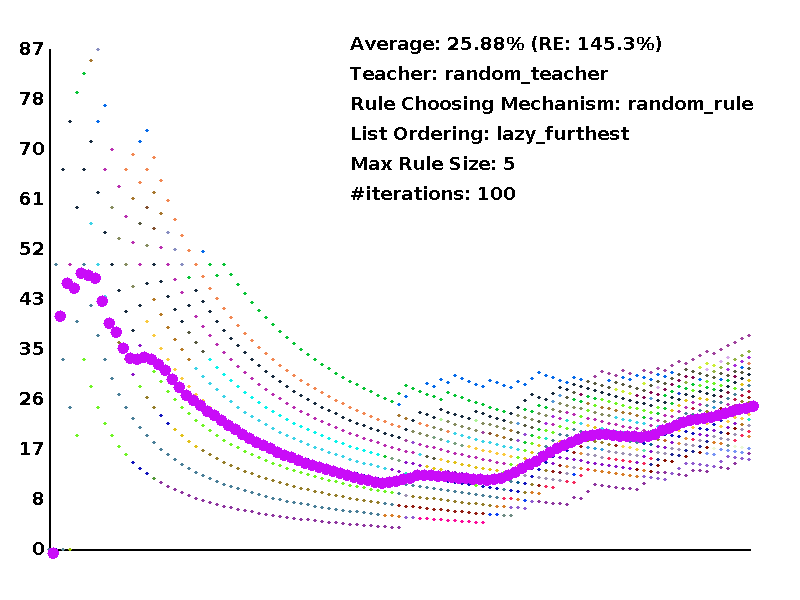 Average: 25.88% (RE: 145.3%)
Teacher: random_teacher
Rule Choosing Mechanism: random_rule
List Ordering: lazy_furthest
Max Rule Size: 5
#iterations: 100
87
78
70
61
52
43
35
26
17
8
0